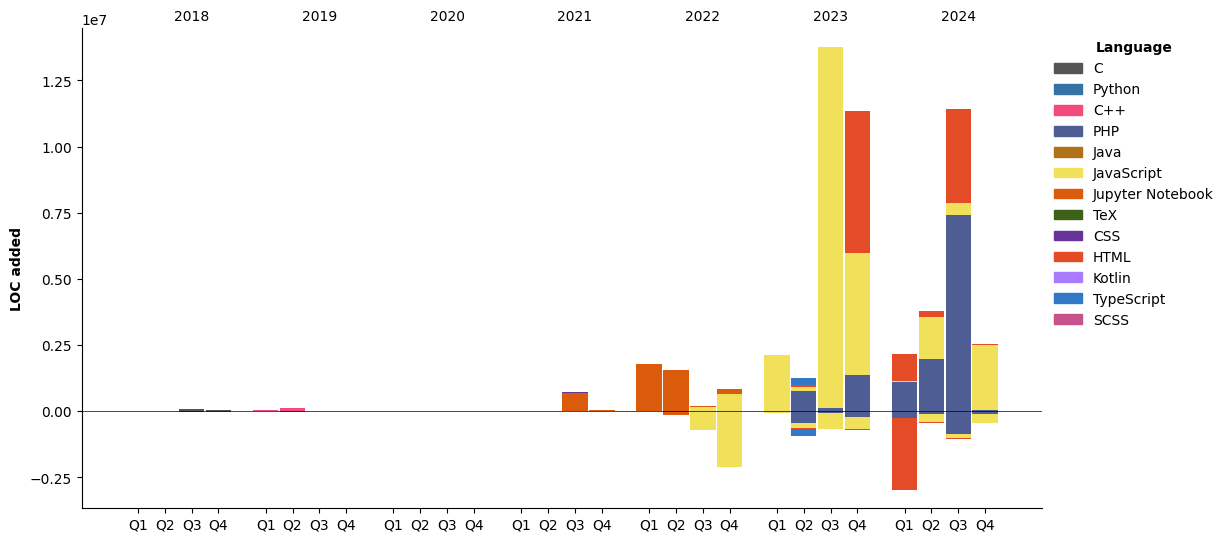 2018 2019 2020 2021 2022 2023 2024
1e7
LOC added
1.25
1.00
0.75
0.50
0.25
0.00
−0.25
Q1 Q2 Q3 Q4 Q1 Q2 Q3 Q4 Q1 Q2 Q3 Q4 Q1 Q2 Q3 Q4 Q1 Q2 Q3 Q4 Q1 Q2 Q3 Q4 Q1 Q2 Q3 Q4
Language
C
Python
C++
PHP
Java
JavaScript
Jupyter Notebook
TeX
CSS
HTML
Kotlin
TypeScript
SCSS